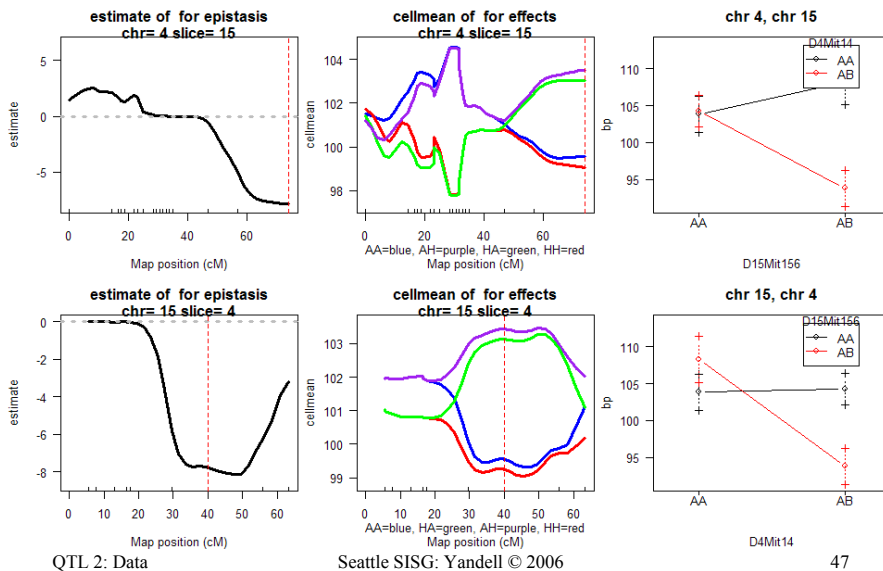 estimate of for epistasis
chr= 4 slice= 15
estimate
5
0
-5
0 20 40 60
Map position (cM)
cellmean of for effects
chr= 4 slice= 15
cellmean
104
102
100
98
0 20 40 60
AA=blue, AH=purple, HA=green, HH=red
Map position (cM)
chr 4, chr 15
D4Mit14
AA
AB
bp
110
105
100
95
AA AB
D15Mit156
estimate of for epistasis
chr= 15 slice= 4
estimate
0
-2
-4
-6
-8
0 10 20 30 40 50 60
Map position (cM)
cellmean of for effects
chr= 15 slice= 4
cellmean
103
102
101
100
99
0 10 20 30 40 50 60
AA=blue, HA=green, AH=purple, HH=red
Map position (cM)
chr 15, chr 4
D15Mit156
AA
AB
bp
110
105
100
95
AA AB
D4Mit14
QTL 2: Data Seattle SISG: Yandell © 2006 47